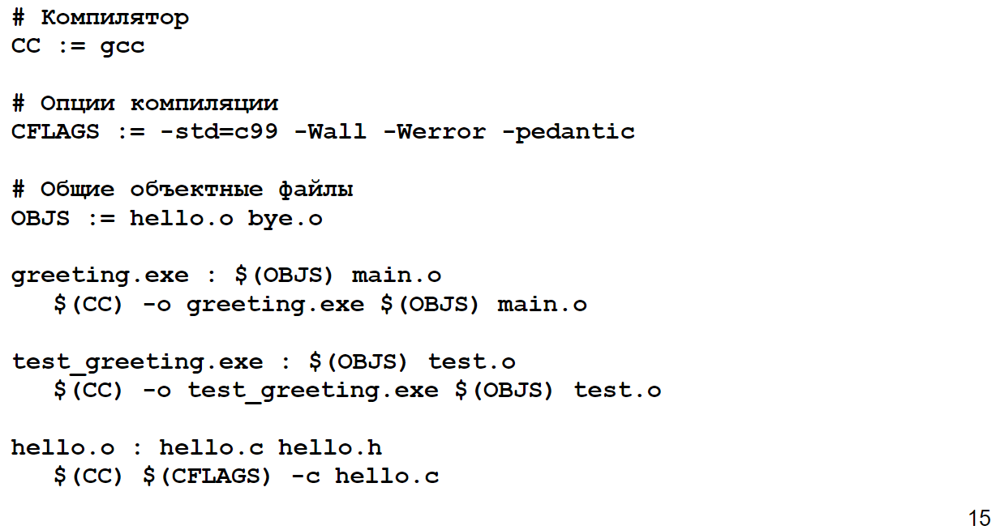 # Компилятор
CC := gcc
# Опции компиляции
CFLAGS := -std=c99 -Wall -Werror -pedantic
# Общие объектные файлы
OBJS := hello.o bye.o
greeting.exe : $(OBJS) main.o
$(CC) -o greeting.exe $(OBJS) main.o
test_greeting.exe : $(OBJS) test.o
$(CC) -o test_greeting.exe $(OBJS) test.o
hello.o : hello.c hello.h
$(CC) $(CFLAGS) -c hello.c
15